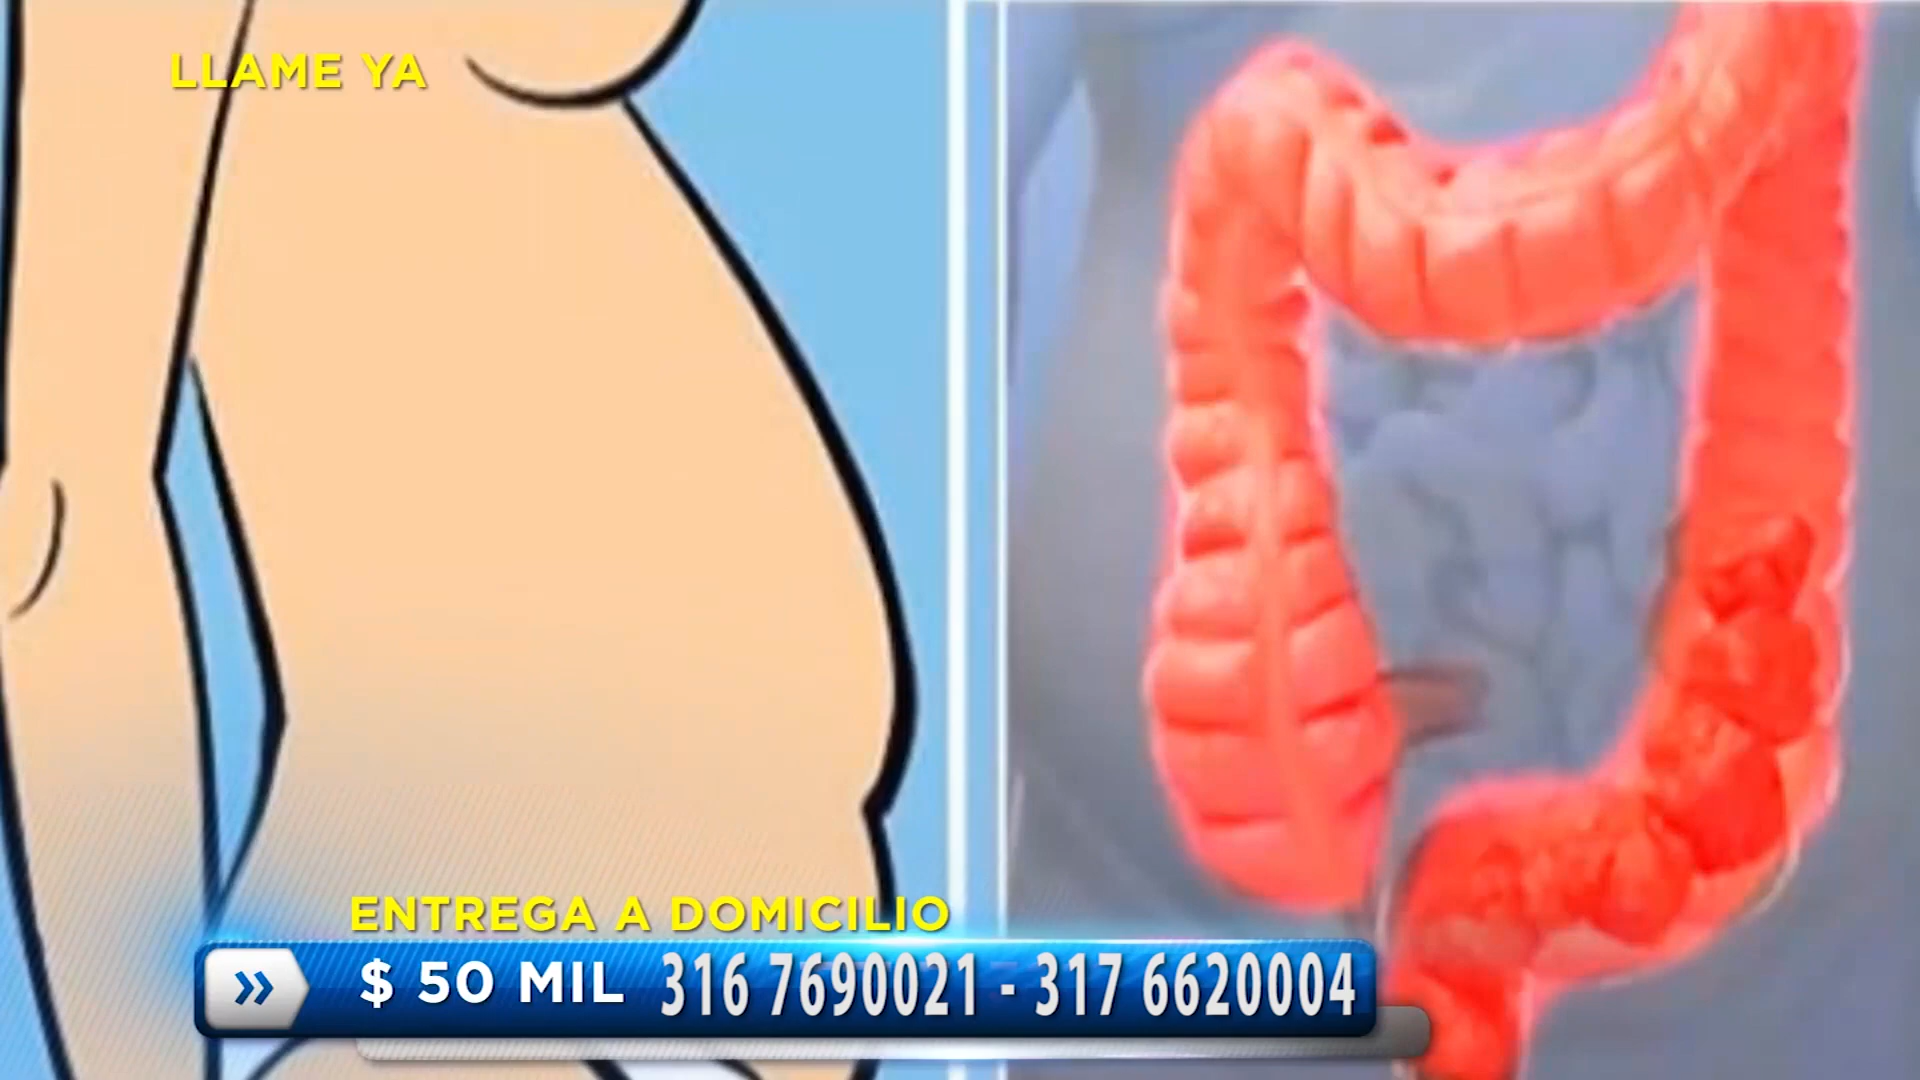 LLAME YA
ENTREGA A DOMICILIO
$ 50 MIL 316 7690021 - 317 6620004